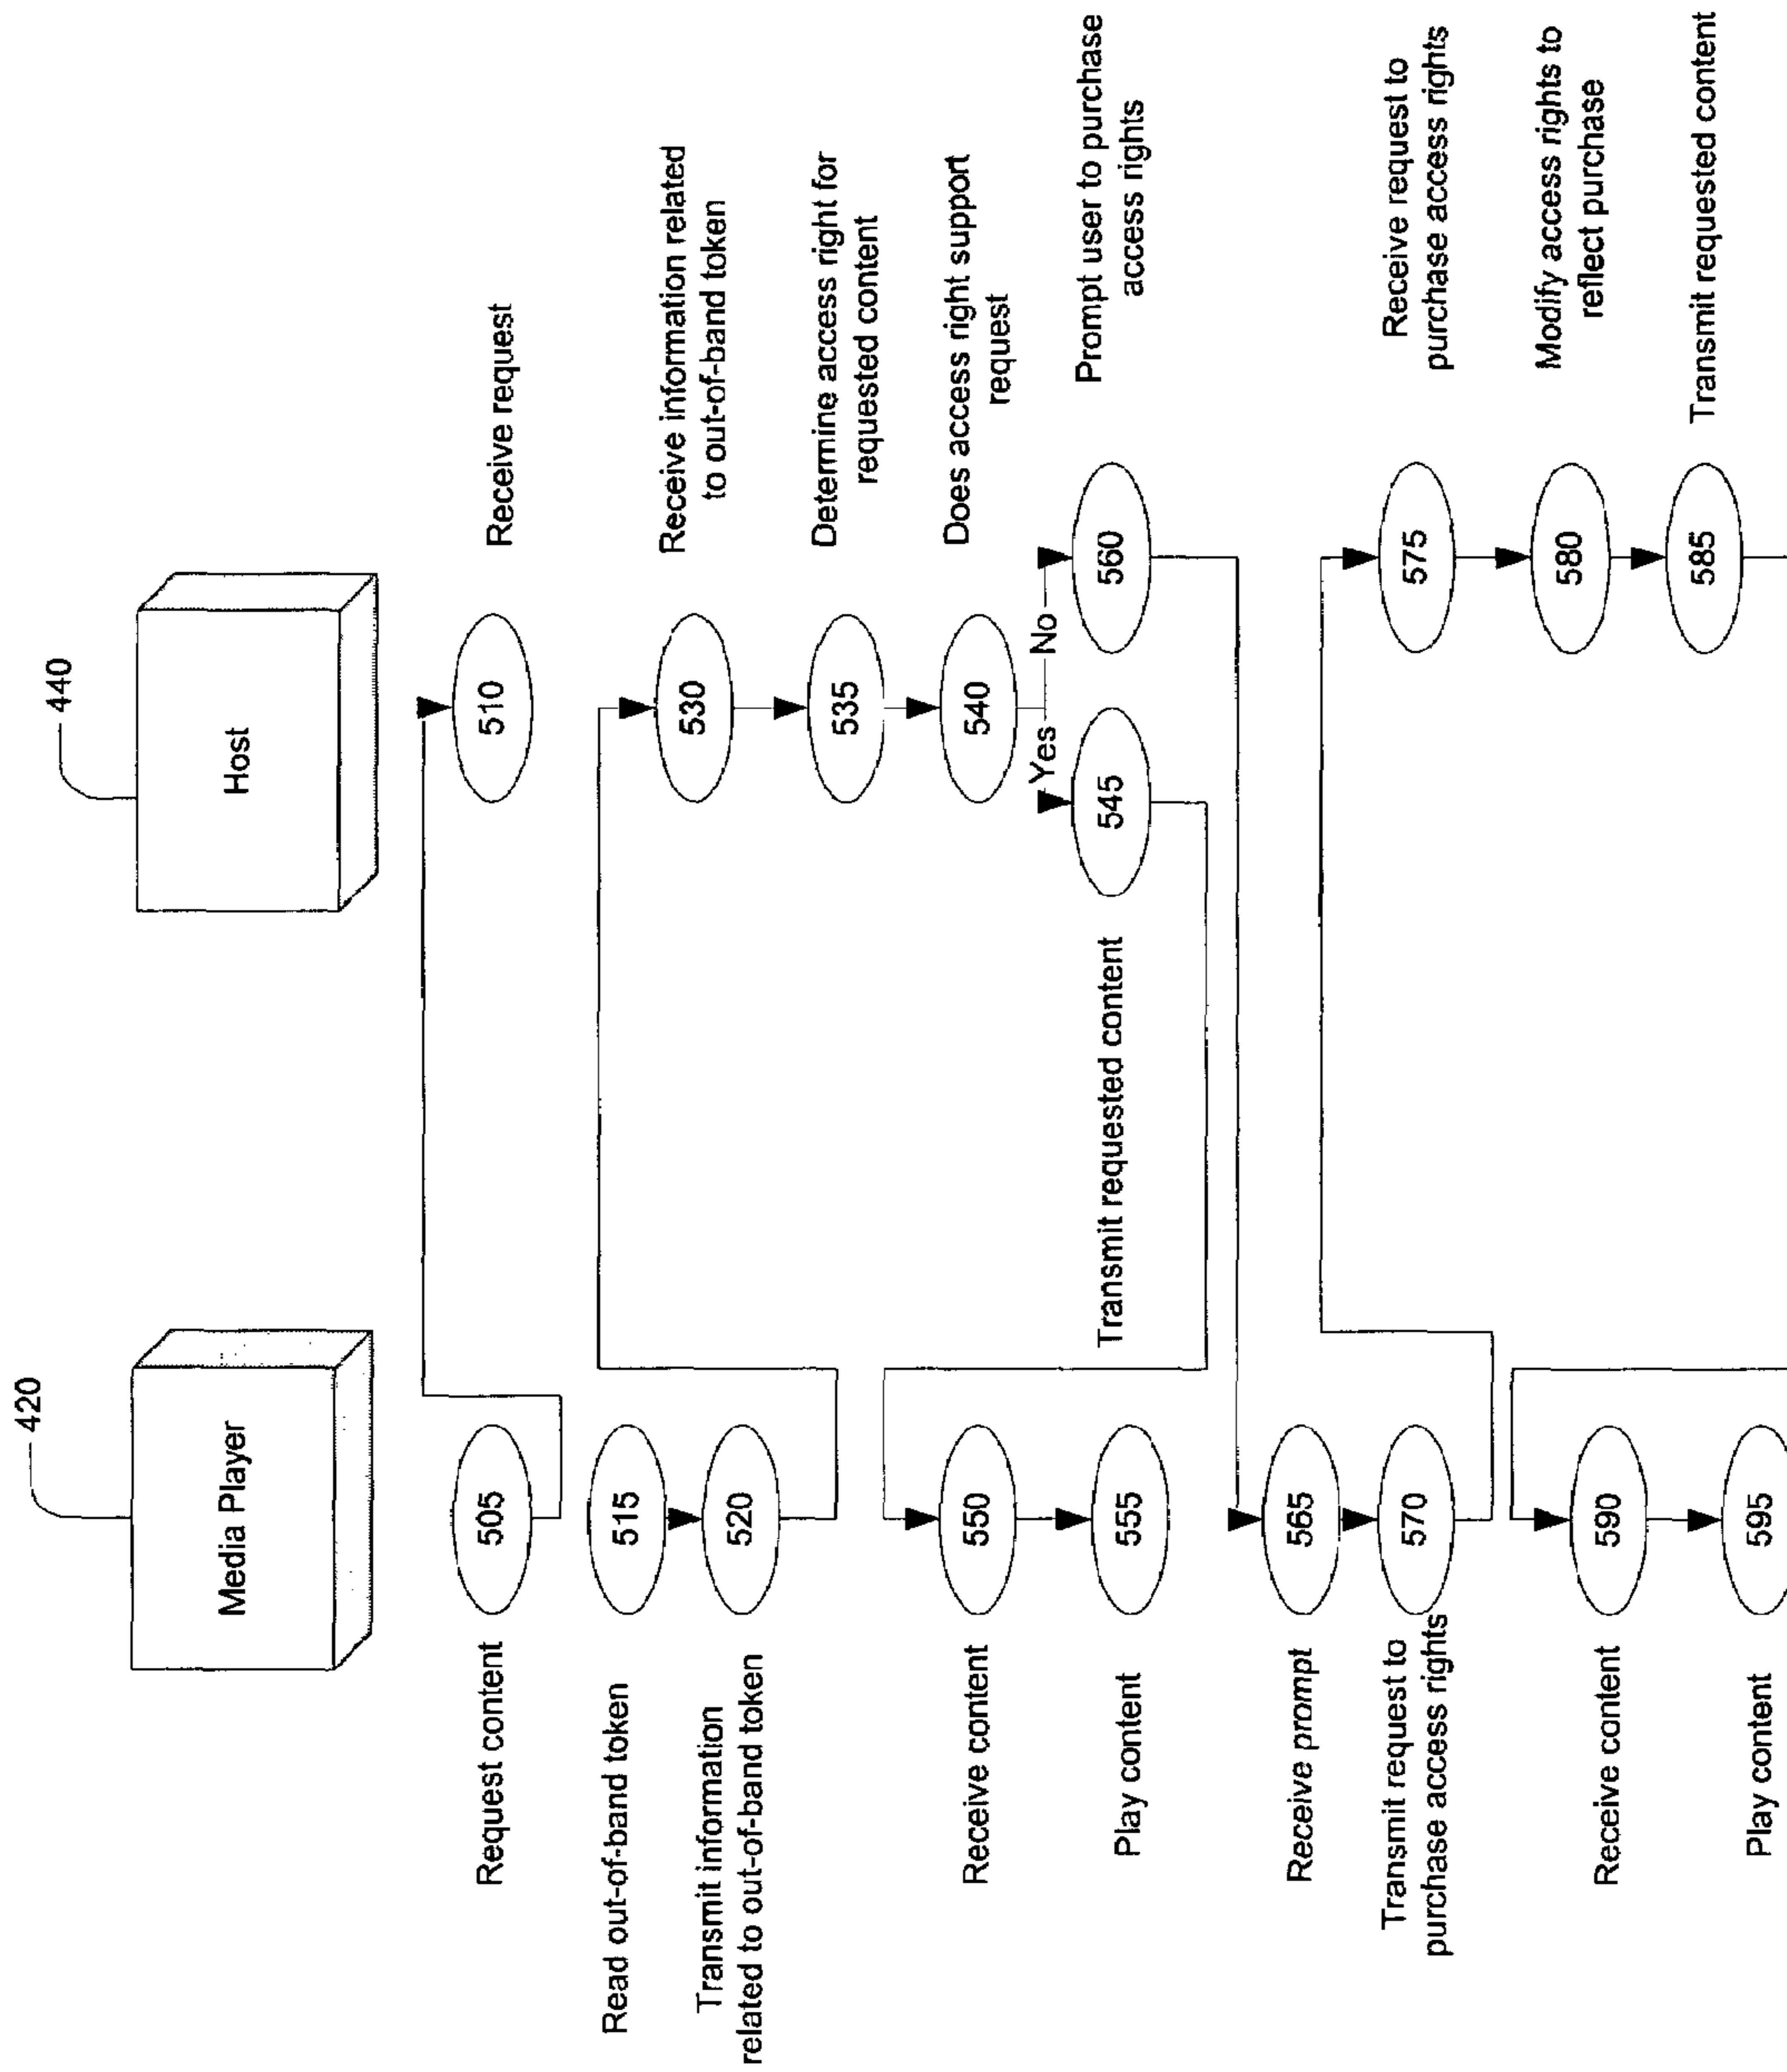 420
440
Media Player
Host
Request content
505
510
Receive request
Read out-of-band token
515
Transmit information
related to out-of-band token
520
530
Receive information related
to out-of-band token
535
Determine access right for
requested content
540
Does access right support
request
Yes
No
Receive content
550
Play content
555
Transmit requested content
545
560
Prompt user to purchase
access rights
Receive prompt
565
Transmit request to
purchase access rights
570
575
Receive request to
purchase access rights
580
Modify access rights to
reflect purchase
585
Transmit requested content
Receive content
590
Play content
595